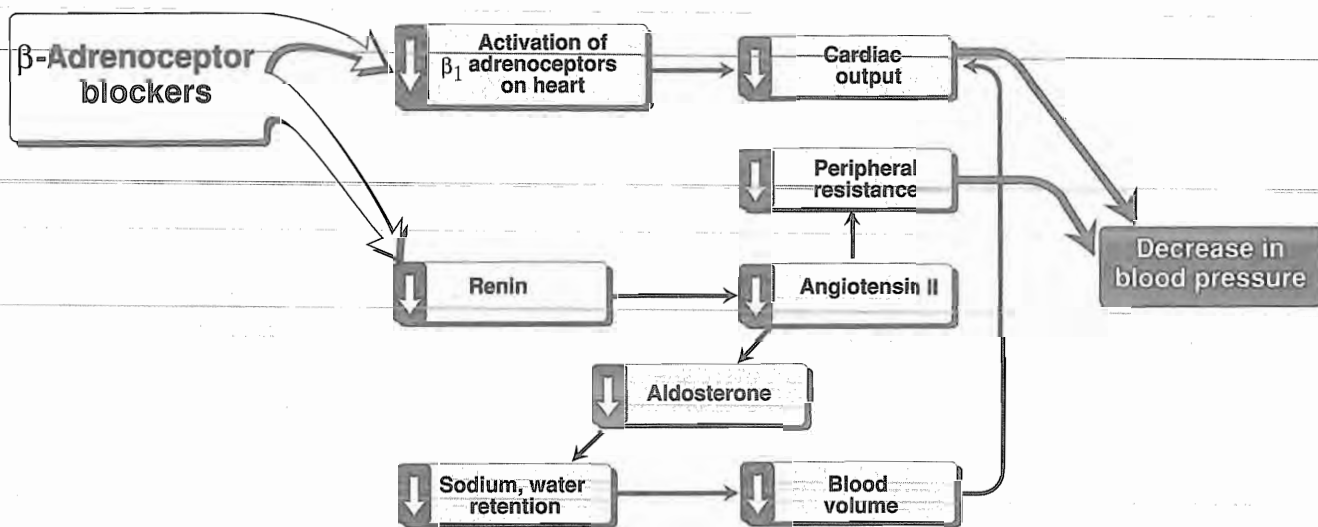 β-Adrenoceptor
blockers
Activation of
β1 adrenoceptors
on heart
Cardiac
output
Peripheral
resistance
Decrease in
blood pressure
Renin
Angiotensin II
Aldosterone
Sodium, water
retention
Blood
volume